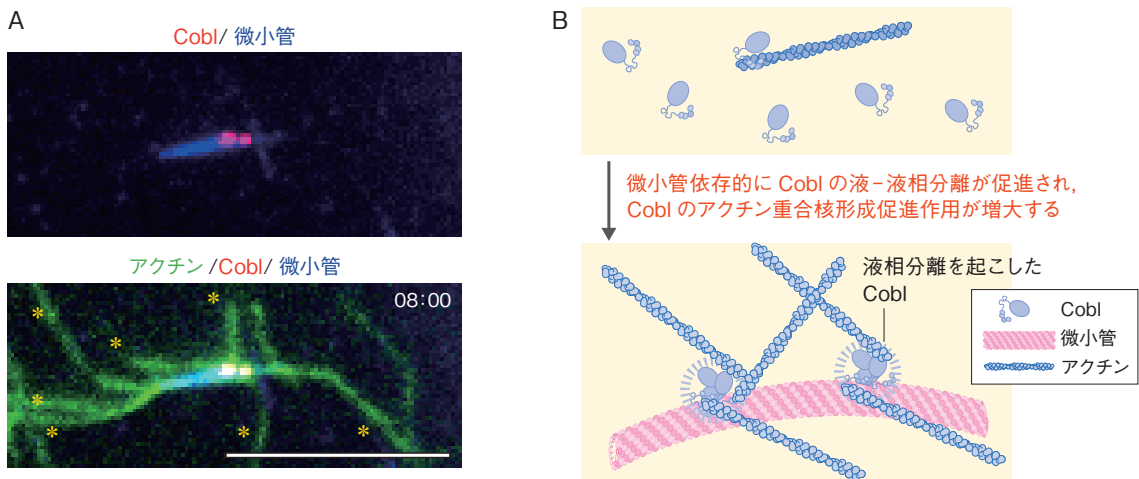 A
Cobl/ 微小管
アクチン /Cobl/ 微小管
08:00
B
微小管依存的に Cobl の液−液相分離が促進され,
Cobl のアクチン重合核形成促進作用が増大する
液相分離を起こした
Cobl
Cobl
微小管
アクチン